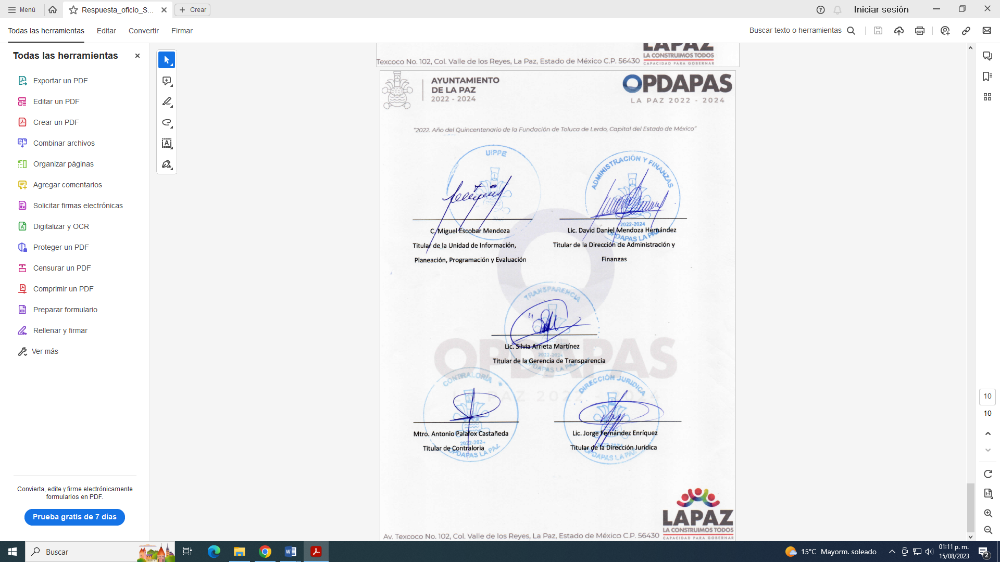 Menú
Respuesta_oficio_S...
Crear
Iniciar sesión
Todas las herramientas
Editar
Convertir
Firmar
Buscar texto o herramientas
Todas las herramientas
Exportar un PDF
Editar un PDF
Crear un PDF
Combinar archivos
Organizar páginas
Agregar comentarios
Solicitar firmas electrónicas
Digitalizar y OCR
Proteger un PDF
Censurar un PDF
Comprimir un PDF
Preparar formulario
Rellenar y firmar
Ver más
Convierta, edite y firme electrónicamente
formularios en PDF.
Prueba gratis de 7 días
LAPAZ
LA CONSTRUIMOS TODOS
CAPACIDAD PARA GOBERNAR
Texcoco No. 102, Col. Valle de los Reyes, La Paz, Estado de México C.P. 56430
AYUNTAMIENTO
DE LA PAZ
2022 - 2024
OPDAPAS
LA PAZ 2022 - 2024
“2022. Año del Quincentenario de la Fundación de Toluca de Lerdo, Capital del Estado de México”
UIPPE
ADMINISTRACIÓN Y FINANZAS
2022-2024
OPDAPAS LA PAZ
C. Miguel Escobar Mendoza
Titular de la Unidad de Información,
Planeación, Programación y Evaluación
Lic. David Daniel Mendoza Hernández
Titular de la Dirección de Administración y
Finanzas
TRANSPARENCIA
2022-2024
OPDAPAS LA PAZ
Lic. Silvia Arrieta Martínez
Titular de la Gerencia de Transparencia
OPDAPAS
LA PAZ 2022 - 2024
CONTRALORÍA
2022-202
OPDAPAS LA PAZ
Mtro. Antonio Palafox Castañeda
Titular de Contraloria
DIRECCIÓN JURIDICA
2022-2024
OPDAPAS LA PAZ
Lic. Jorge Fernández Enríquez
Titular de la Dirección Jurídica
LAPAZ
LA CONSTRUIMOS TODOS
CAPACIDAD PARA GOBERNAR
Av. Texcoco No. 102, Col. Valle de los Reyes, La Paz, Estado de México C.P. 56430
10
10
Buscar
15°C Mayorm. soleado
01:11 p. m.
15/08/2023
2